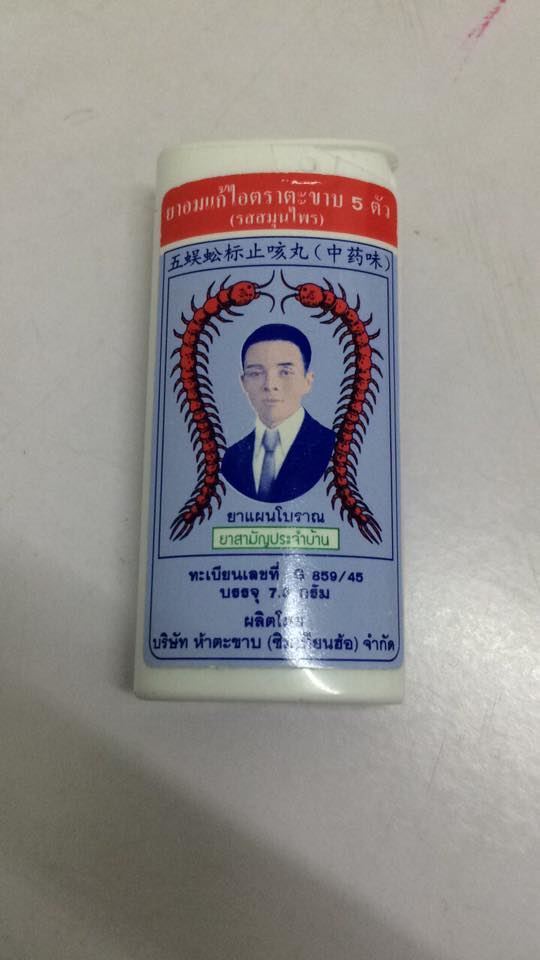 ยาอมแก้ไอตราตะขาบ 5 ตัว
(รสสมุนไพร)
五蜈蚣标止咳丸(中药味)
ยาแผนโบราณ
ยาสามัญประจำบ้าน
ทะเบียนเลขที่ G 859/45
บรรจุ กรัม
ผลิตโดย
บริษัท ห้าตะขาบ จำกัด